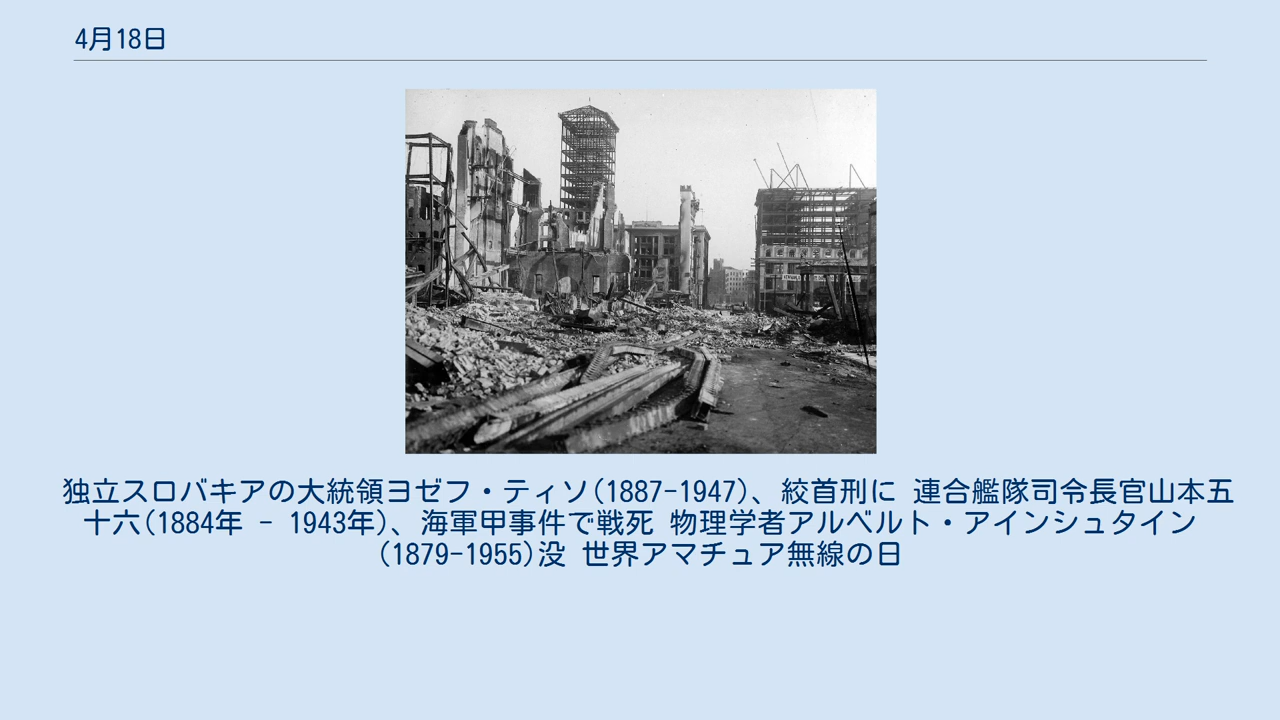 4月18日
独立スロバキアの大統領ヨゼフ・ティソ(1887-1947)、絞首刑に 連合艦隊司令長官山本五
十六(1884年 - 1943年)、海軍甲事件で戦死 物理学者アルベルト・アインシュタイン
(1879-1955)没 世界アマチュア無線の日